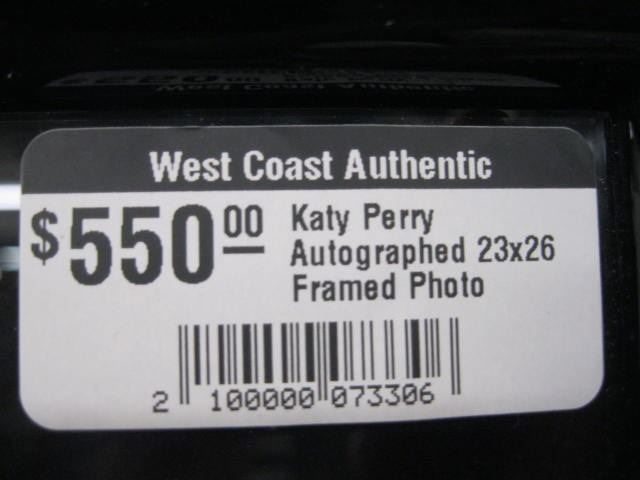 West Coast Authentic
$550.00 Katy Perry
Autographed 23x26
Framed Photo
2 100000 073306